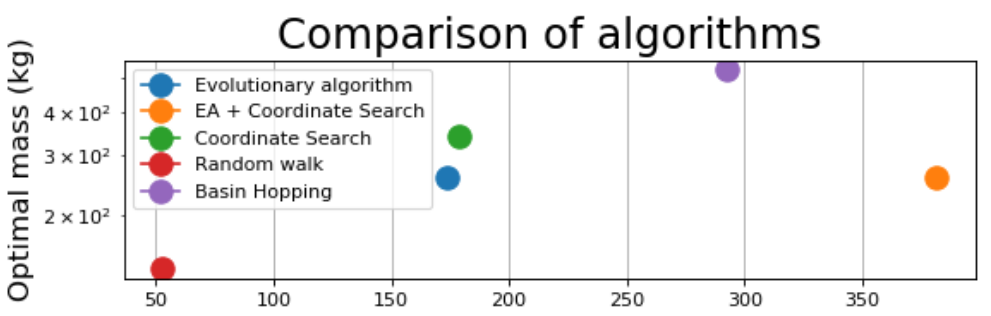 Comparison of algorithms
Optimal mass (kg)
4 × 10²
3 × 10²
2 × 10²
Evolutionary algorithm
EA + Coordinate Search
Coordinate Search
Random walk
Basin Hopping
50 100 150 200 250 300 350